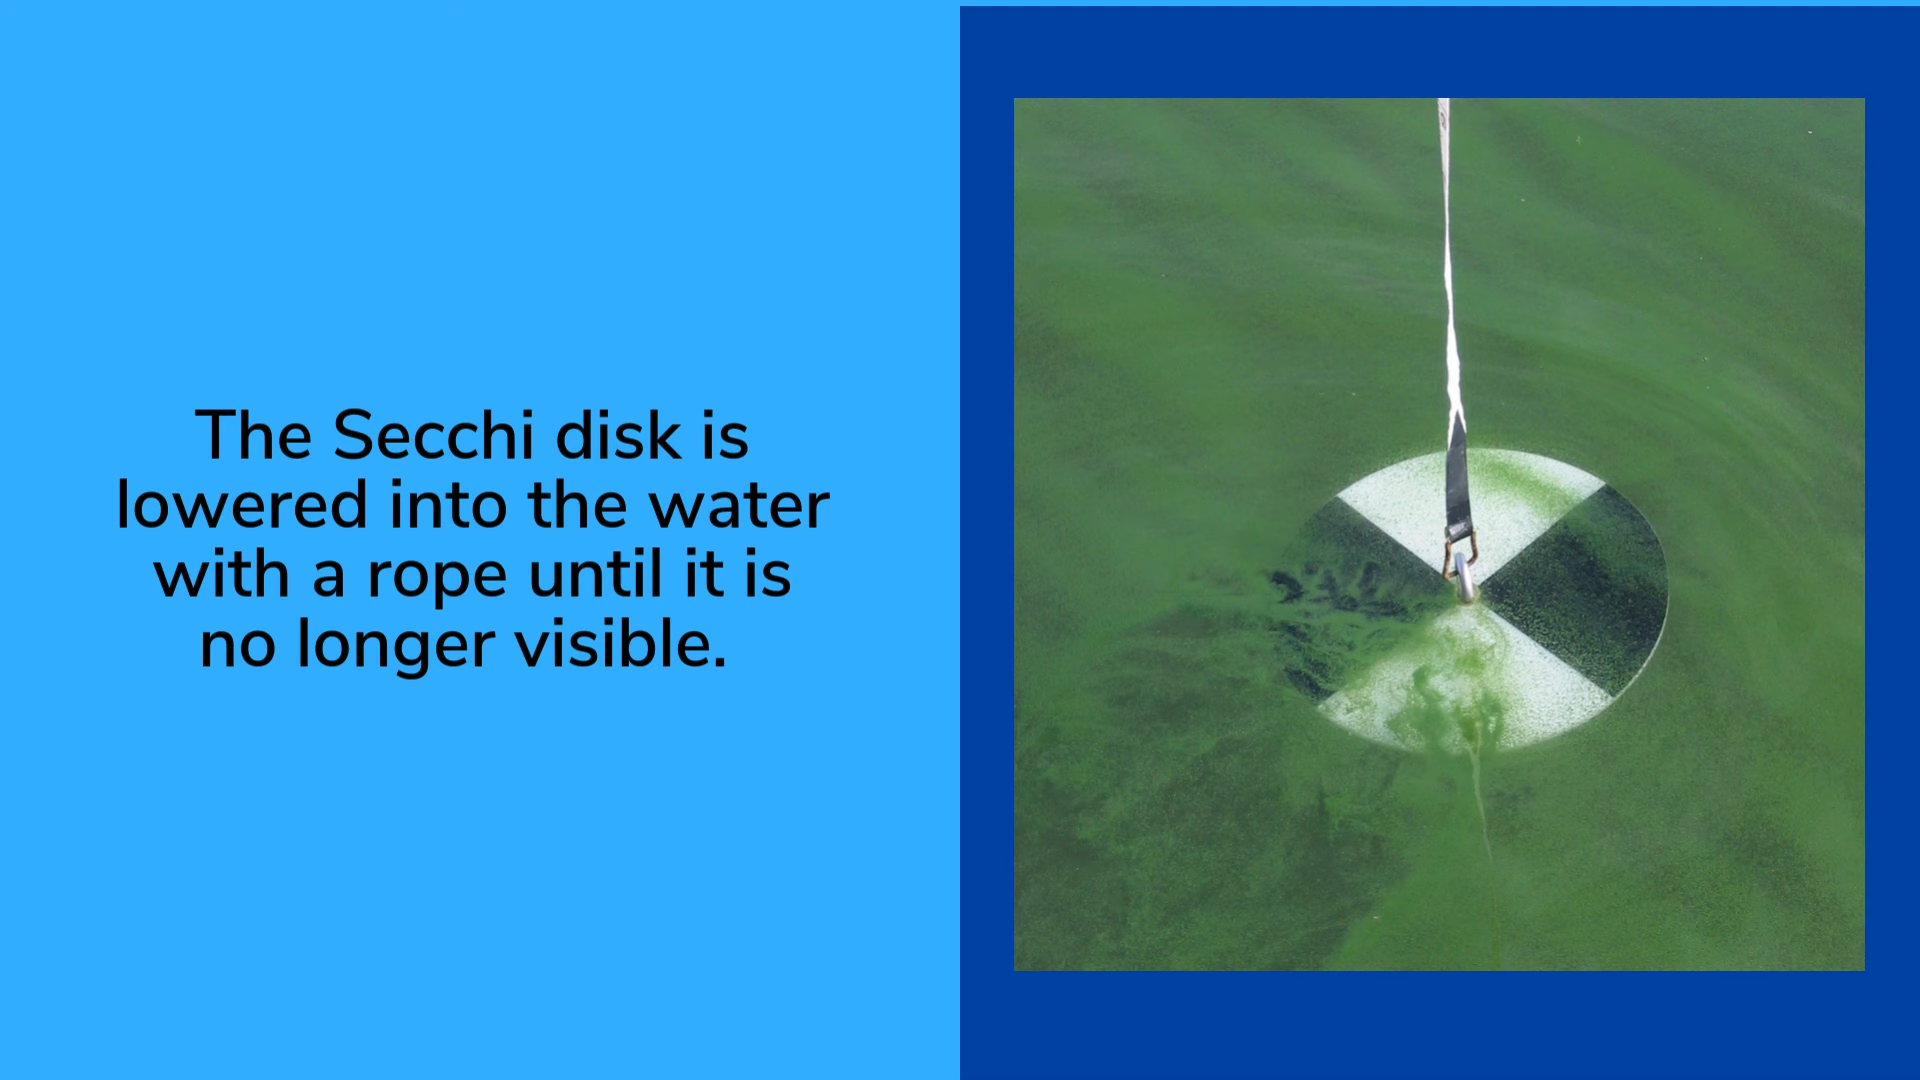 The Secchi disk is
lowered into the water
with a rope until it is
no longer visible.